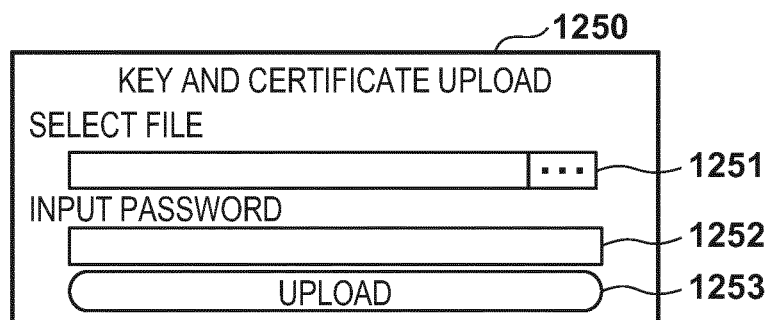 1250
KEY AND CERTIFICATE UPLOAD
SELECT FILE
... 1251
INPUT PASSWORD
1252
UPLOAD 1253